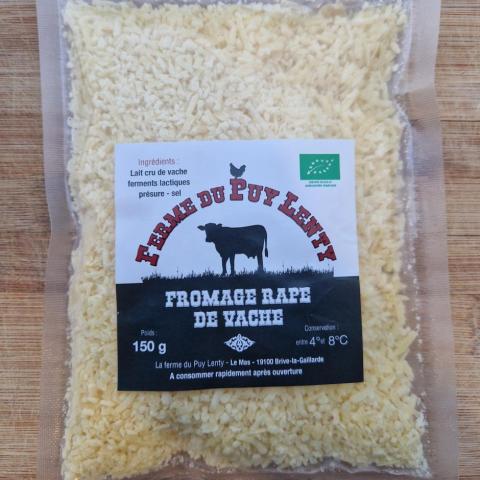 Ingrédients :
Lait cru de vache
ferments lactiques
présure - sel
FERME DU PUY LENTY
FROMAGE RAPE
DE VACHE
Poids :
150 g
Conservation :
entre 4° et 8°C
La ferme du Puy Lenty - Le Mas - 19100 Brive-la-Gaillarde
A consommer rapidement après ouverture